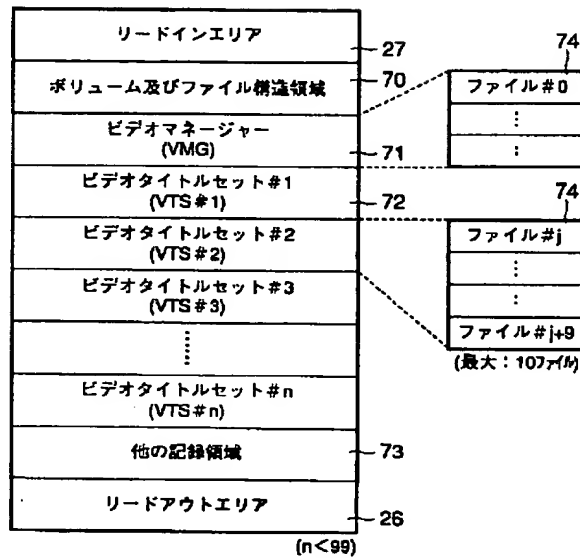 リードインエリア
27
ボリューム及びファイル構造領域
70
ビデオマネージャー
(VMG)
71
ビデオタイトルセット#1
(VTS#1)
72
ビデオタイトルセット#2
(VTS#2)
ビデオタイトルセット#3
(VTS#3)
ビデオタイトルセット#n
(VTS#n)
他の記録領域
73
リードアウトエリア
26
(n<99)
74
ファイル#0
74
ファイル#j
ファイル#j+9
(最大:10ファイル)